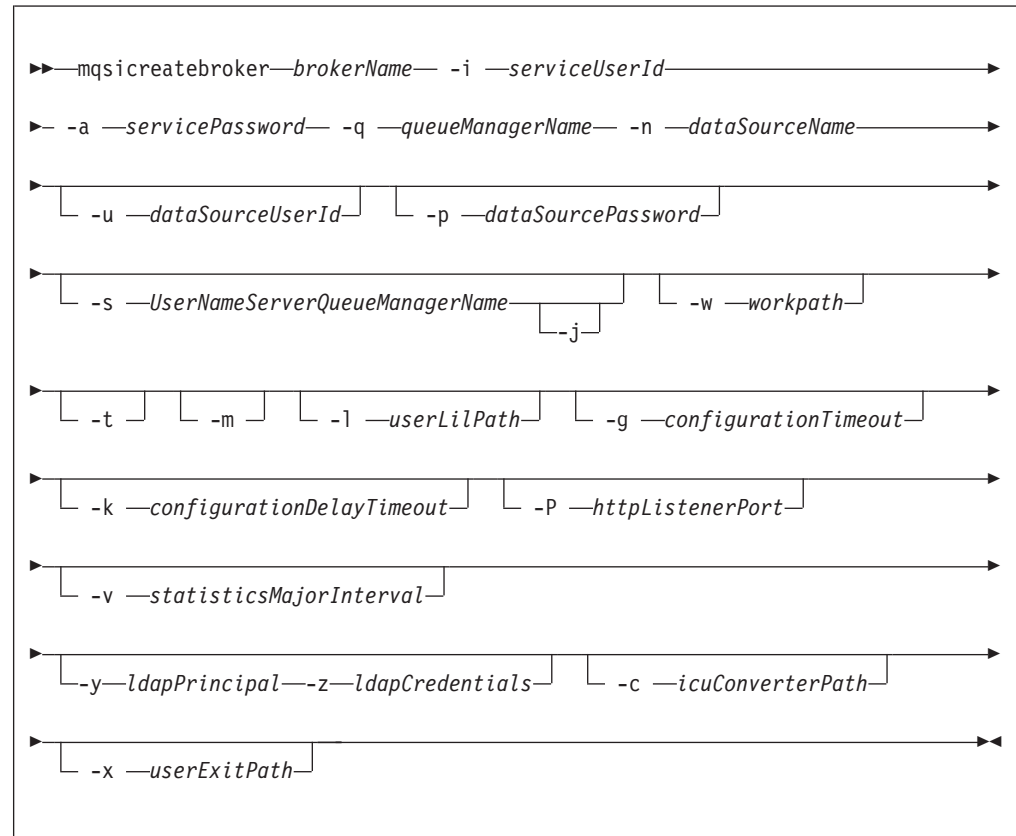 mqsicreatebroker brokerName -i serviceUserId
-a servicePassword -q queueManagerName -n dataSourceName
-u dataSourceUserId -p dataSourcePassword
-s UserNameServerQueueManagerName -j -w workpath
-t -m -l userLilPath -g configurationTimeout
-k configurationDelayTimeout -P httpListenerPort
-v statisticsMajorInterval
-y ldapPrincipal -z ldapCredentials -c icuConverterPath
-x userExitPath